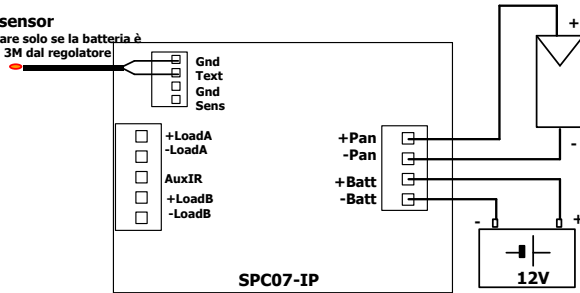 sensor
are solo se la batteria è
3M dal regolatore
Gnd
Text
Gnd
Sens
+LoadA
-LoadA
AuxIR
+LoadB
-LoadB
+Pan
-Pan
+Batt
-Batt
+
-
-
+
12V
SPC07-IP